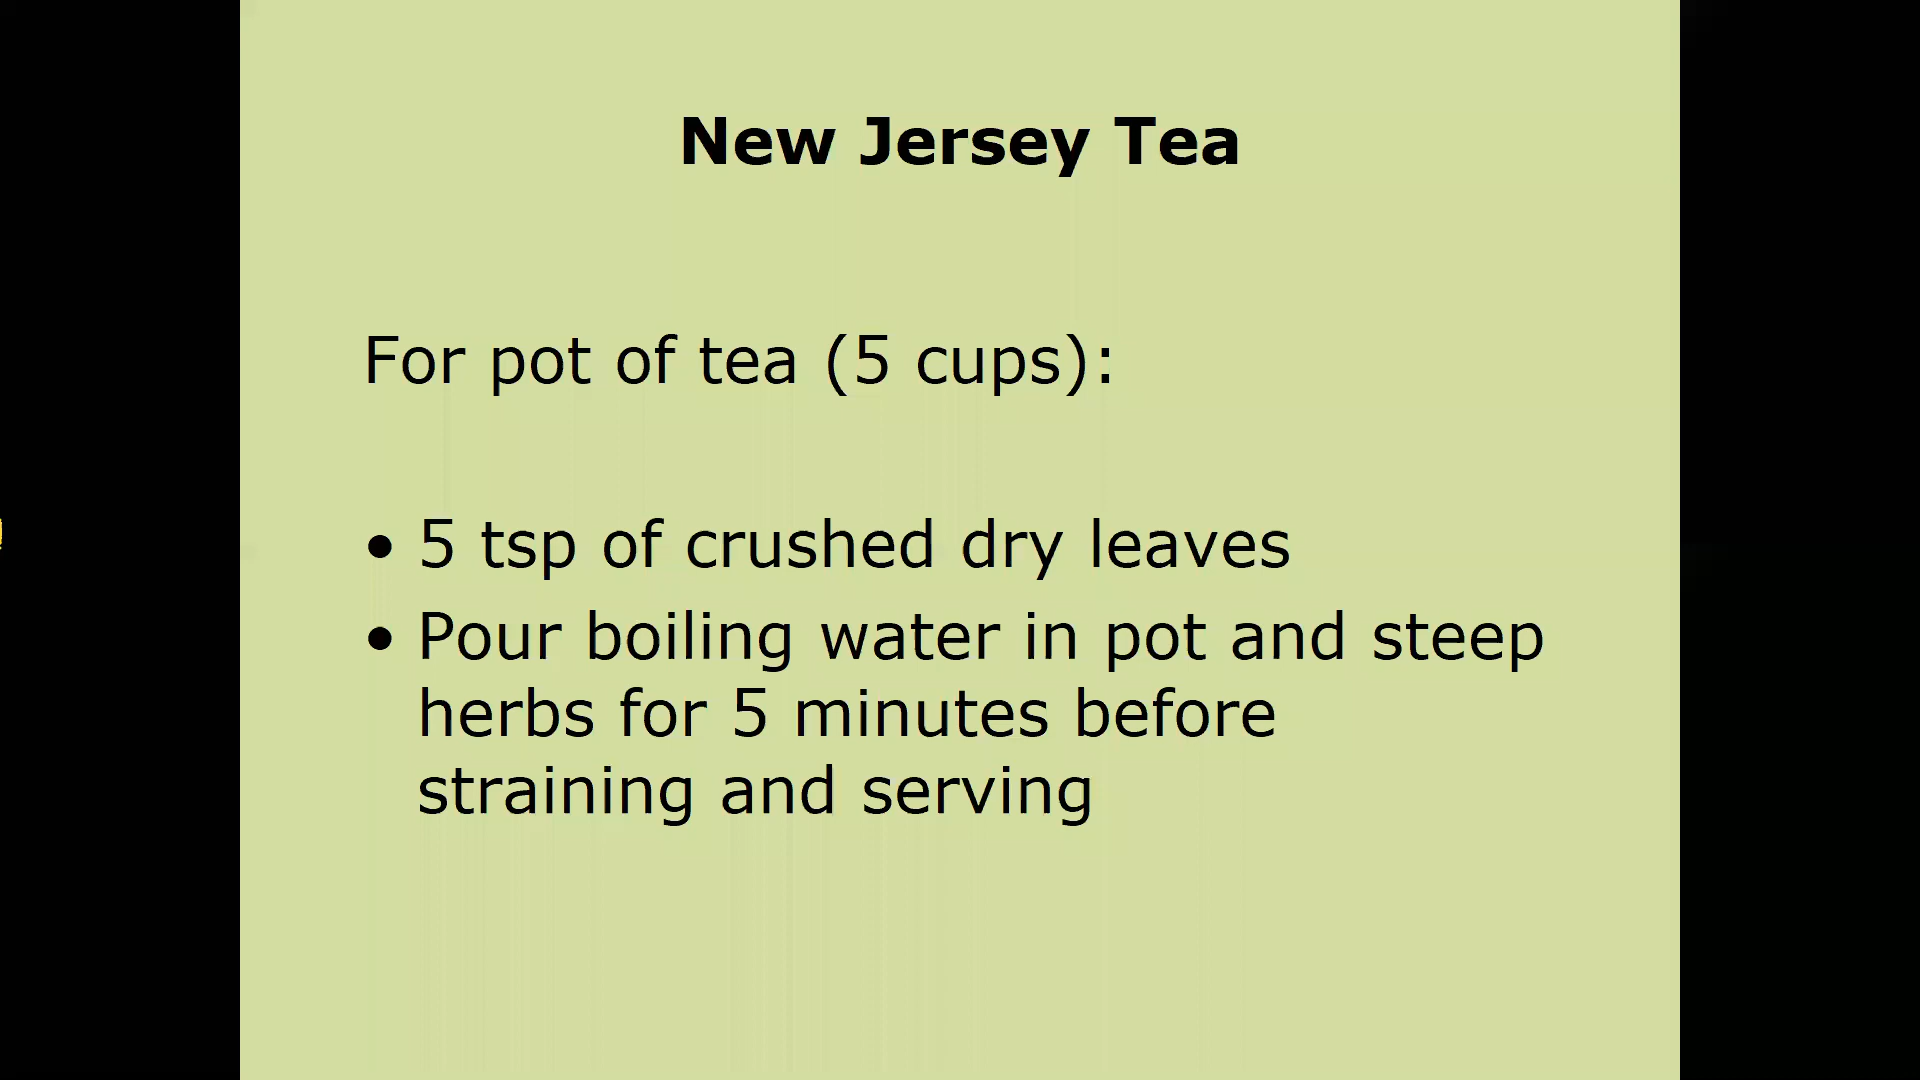 New Jersey Tea
For pot of tea (5 cups):
• 5 tsp of crushed dry leaves
• Pour boiling water in pot and steep
herbs for 5 minutes before
straining and serving